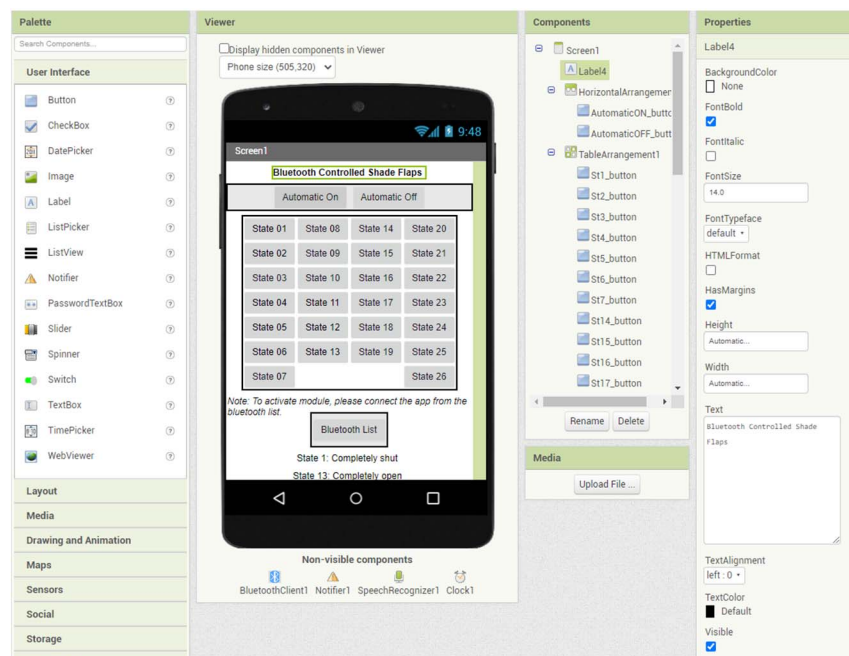 Palette
Search Components...
User Interface
Button
CheckBox
DatePicker
Image
Label
ListPicker
ListView
Notifier
PasswordTextBox
Slider
Spinner
Switch
TextBox
TimePicker
WebViewer
Layout
Media
Drawing and Animation
Maps
Sensors
Social
Storage
Viewer
Display hidden components in Viewer
Phone size (505,320)
9:48
Screen1
Bluetooth Controlled Shade Flaps
Automatic On Automatic Off
State 01 State 08 State 14 State 20
State 02 State 09 State 15 State 21
State 03 State 10 State 16 State 22
State 04 State 11 State 17 State 23
State 05 State 12 State 18 State 24
State 06 State 13 State 19 State 25
State 07 State 26
Note: To activate module, please connect the app from the
bluetooth list.
Bluetooth List
State 1: Completely shut
State 13: Completely open
Non-visible components
BluetoothClient1 Notifier1 SpeechRecognizer1 Clock1
Components
Screen1
Label4
HorizontalArrangemer
AutomaticON_buttc
AutomaticOFF_butt
TableArrangement1
St1_button
St2_button
St3_button
St4_button
St5_button
St6_button
St7_button
St14_button
St15_button
St16_button
St17_button
Rename Delete
Media
Upload File ...
Properties
Label4
BackgroundColor
None
FontBold
FontItalic
FontSize
14.0
FontTypeface
default
HTMLFormat
HasMargins
Height
Automatic...
Width
Automatic...
Text
Bluetooth Controlled Shade
Flaps
TextAlignment
left : 0
TextColor
Default
Visible